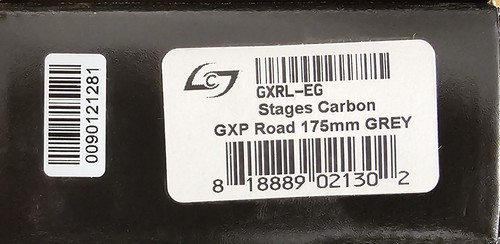 0090121281
C
GXRL-EG
Stages Carbon
GXP Road 175mm GREY
8 18889 02130 2